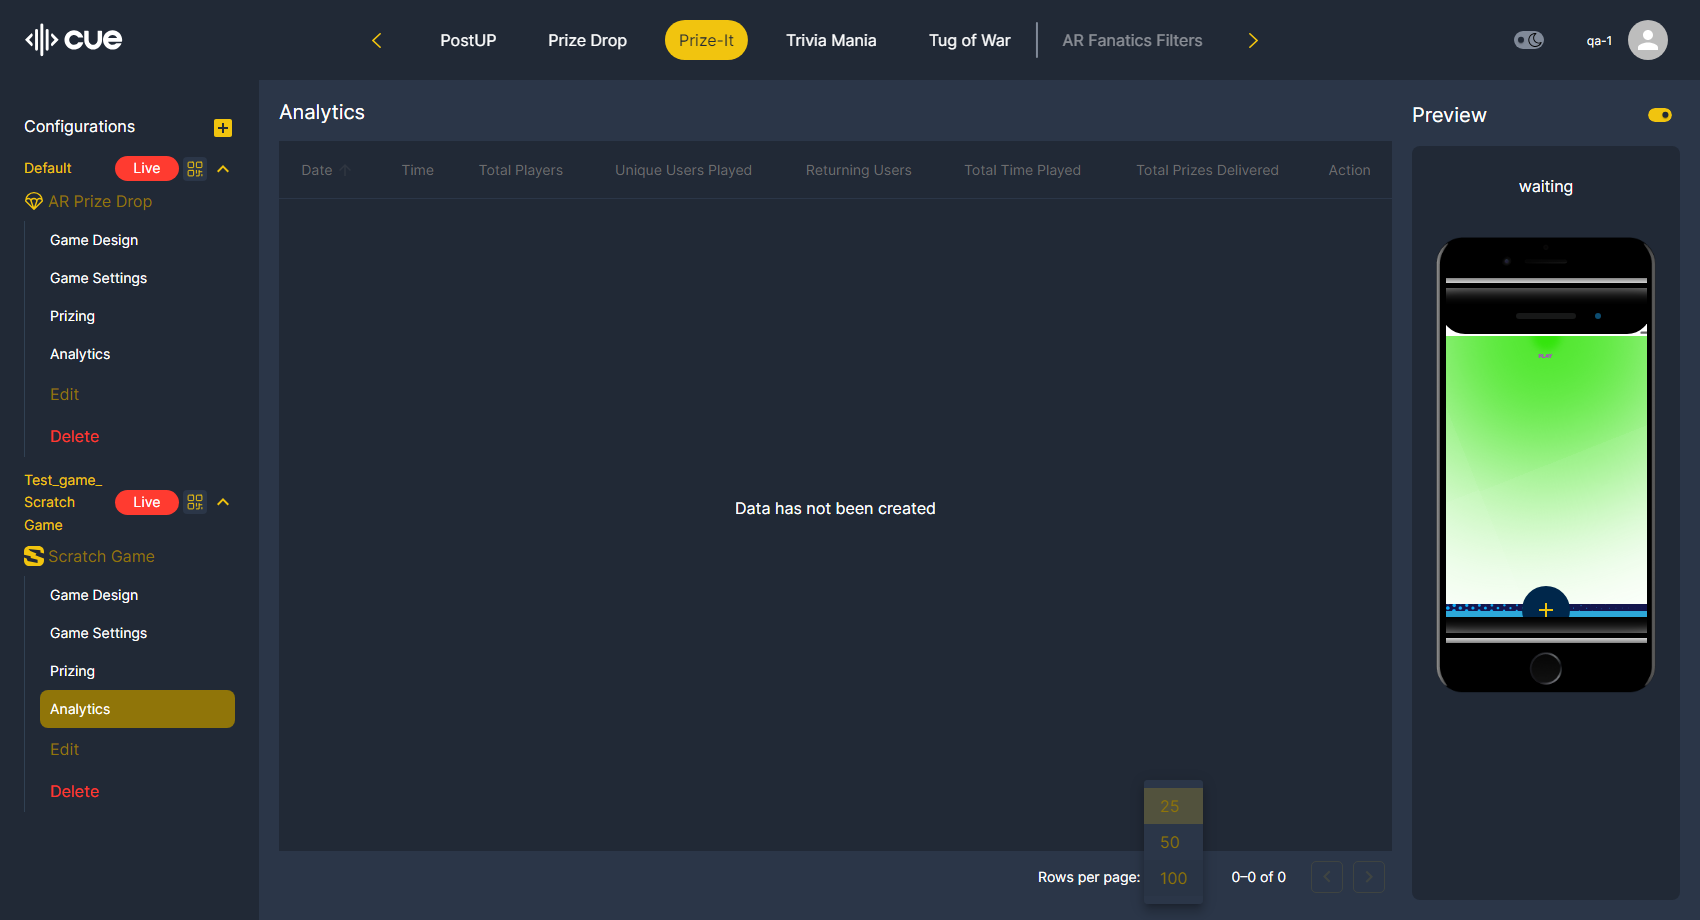 cue
PostUP
Prize Drop
Prize-It
Trivia Mania
Tug of War
AR Fanatics Filters
qa-1
Configurations
Default
Live
AR Prize Drop
Game Design
Game Settings
Prizing
Analytics
Edit
Delete
Test_game_
Scratch
Game
Live
Scratch Game
Game Design
Game Settings
Prizing
Analytics
Edit
Delete
Analytics
Date
Time
Total Players
Unique Users Played
Returning Users
Total Time Played
Total Prizes Delivered
Action
Data has not been created
Rows per page:
25
50
100
0–0 of 0
Preview
waiting
PLAY